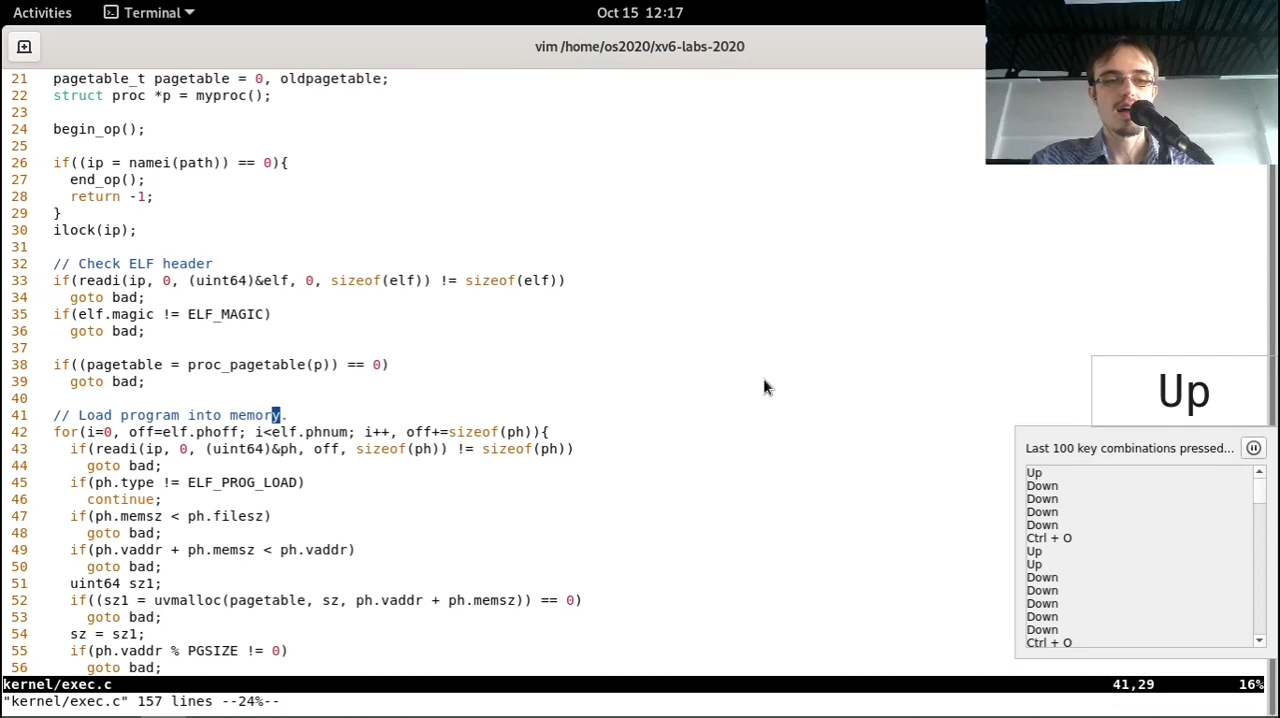 Activities Terminal Oct 15 12:17
vim /home/os2020/xv6-labs-2020
21 pagetable_t pagetable = 0, oldpagetable;
22 struct proc *p = myproc();
23
24 begin_op();
25
26 if((ip = namei(path)) == 0){
27 end_op();
28 return -1;
29 }
30 ilock(ip);
31
32 // Check ELF header
33 if(readi(ip, 0, (uint64)&elf, 0, sizeof(elf)) != sizeof(elf))
34 goto bad;
35 if(elf.magic != ELF_MAGIC)
36 goto bad;
37
38 if((pagetable = proc_pagetable(p)) == 0)
39 goto bad;
40
41 // Load program into memory.
42 for(i=0, off=elf.phoff; i<elf.phnum; i++, off+=sizeof(ph)){
43 if(readi(ip, 0, (uint64)&ph, off, sizeof(ph)) != sizeof(ph))
44 goto bad;
45 if(ph.type != ELF_PROG_LOAD)
46 continue;
47 if(ph.memsz < ph.filesz)
48 goto bad;
49 if(ph.vaddr + ph.memsz < ph.vaddr)
50 goto bad;
51 uint64 sz1;
52 if((sz1 = uvmalloc(pagetable, sz, ph.vaddr + ph.memsz)) == 0)
53 goto bad;
54 sz = sz1;
55 if(ph.vaddr % PGSIZE != 0)
56 goto bad;
kernel/exec.c 41,29 16%
"kernel/exec.c" 157 lines --24%--
Up
Last 100 key combinations pressed...
Up
Down
Down
Down
Down
Ctrl + O
Up
Up
Down
Down
Down
Down
Down
Ctrl + O